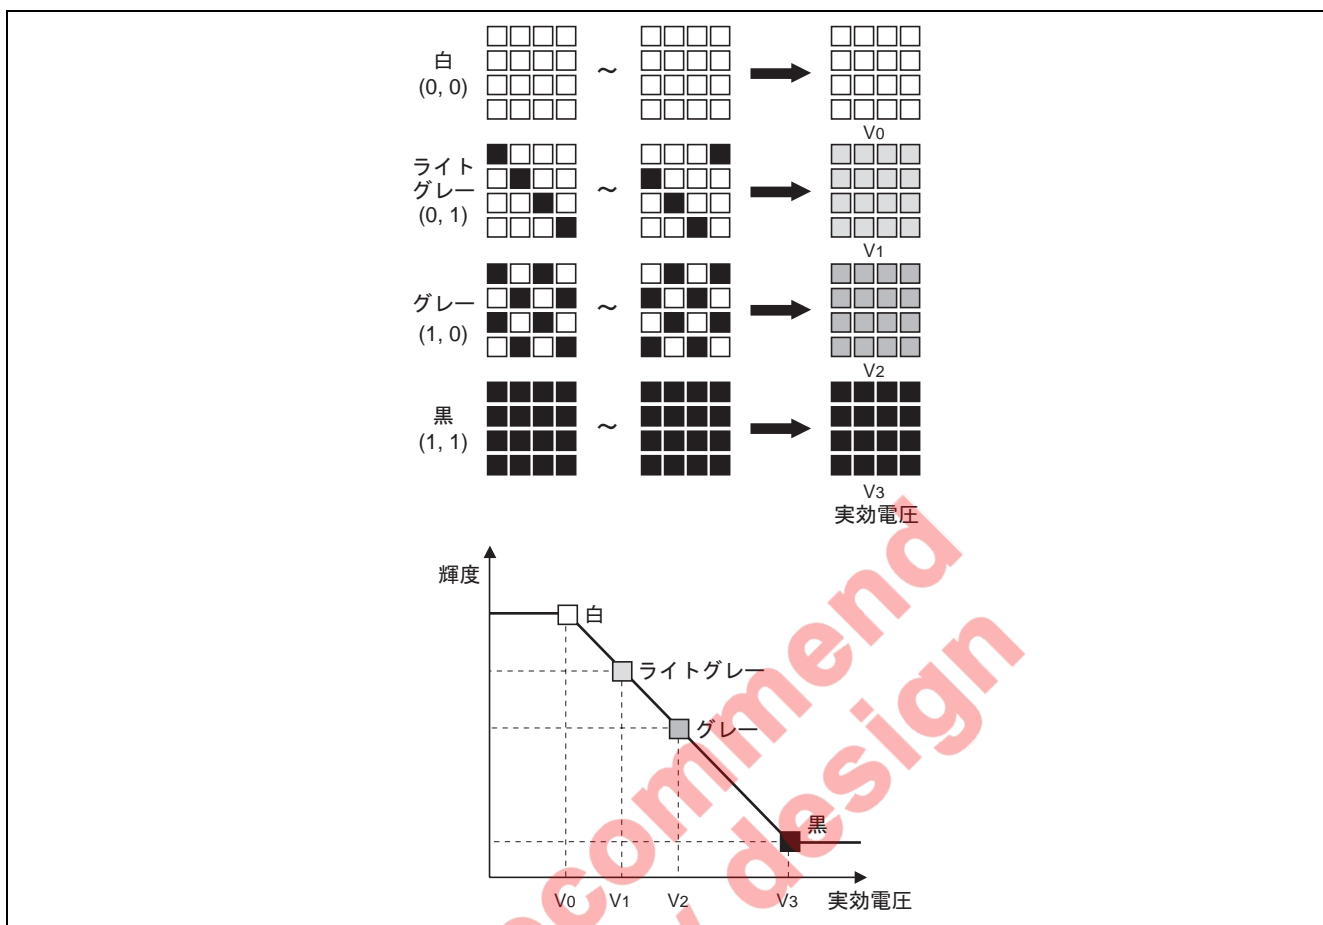 白
(0, 0)
～
～
V0
ライト
グレー
(0, 1)
～
V1
グレー
(1, 0)
～
V2
黒
(1, 1)
～
V3
実効電圧
輝度
白
ライトグレー
グレー
黒
V0 V1 V2 V3 実効電圧
commend
design